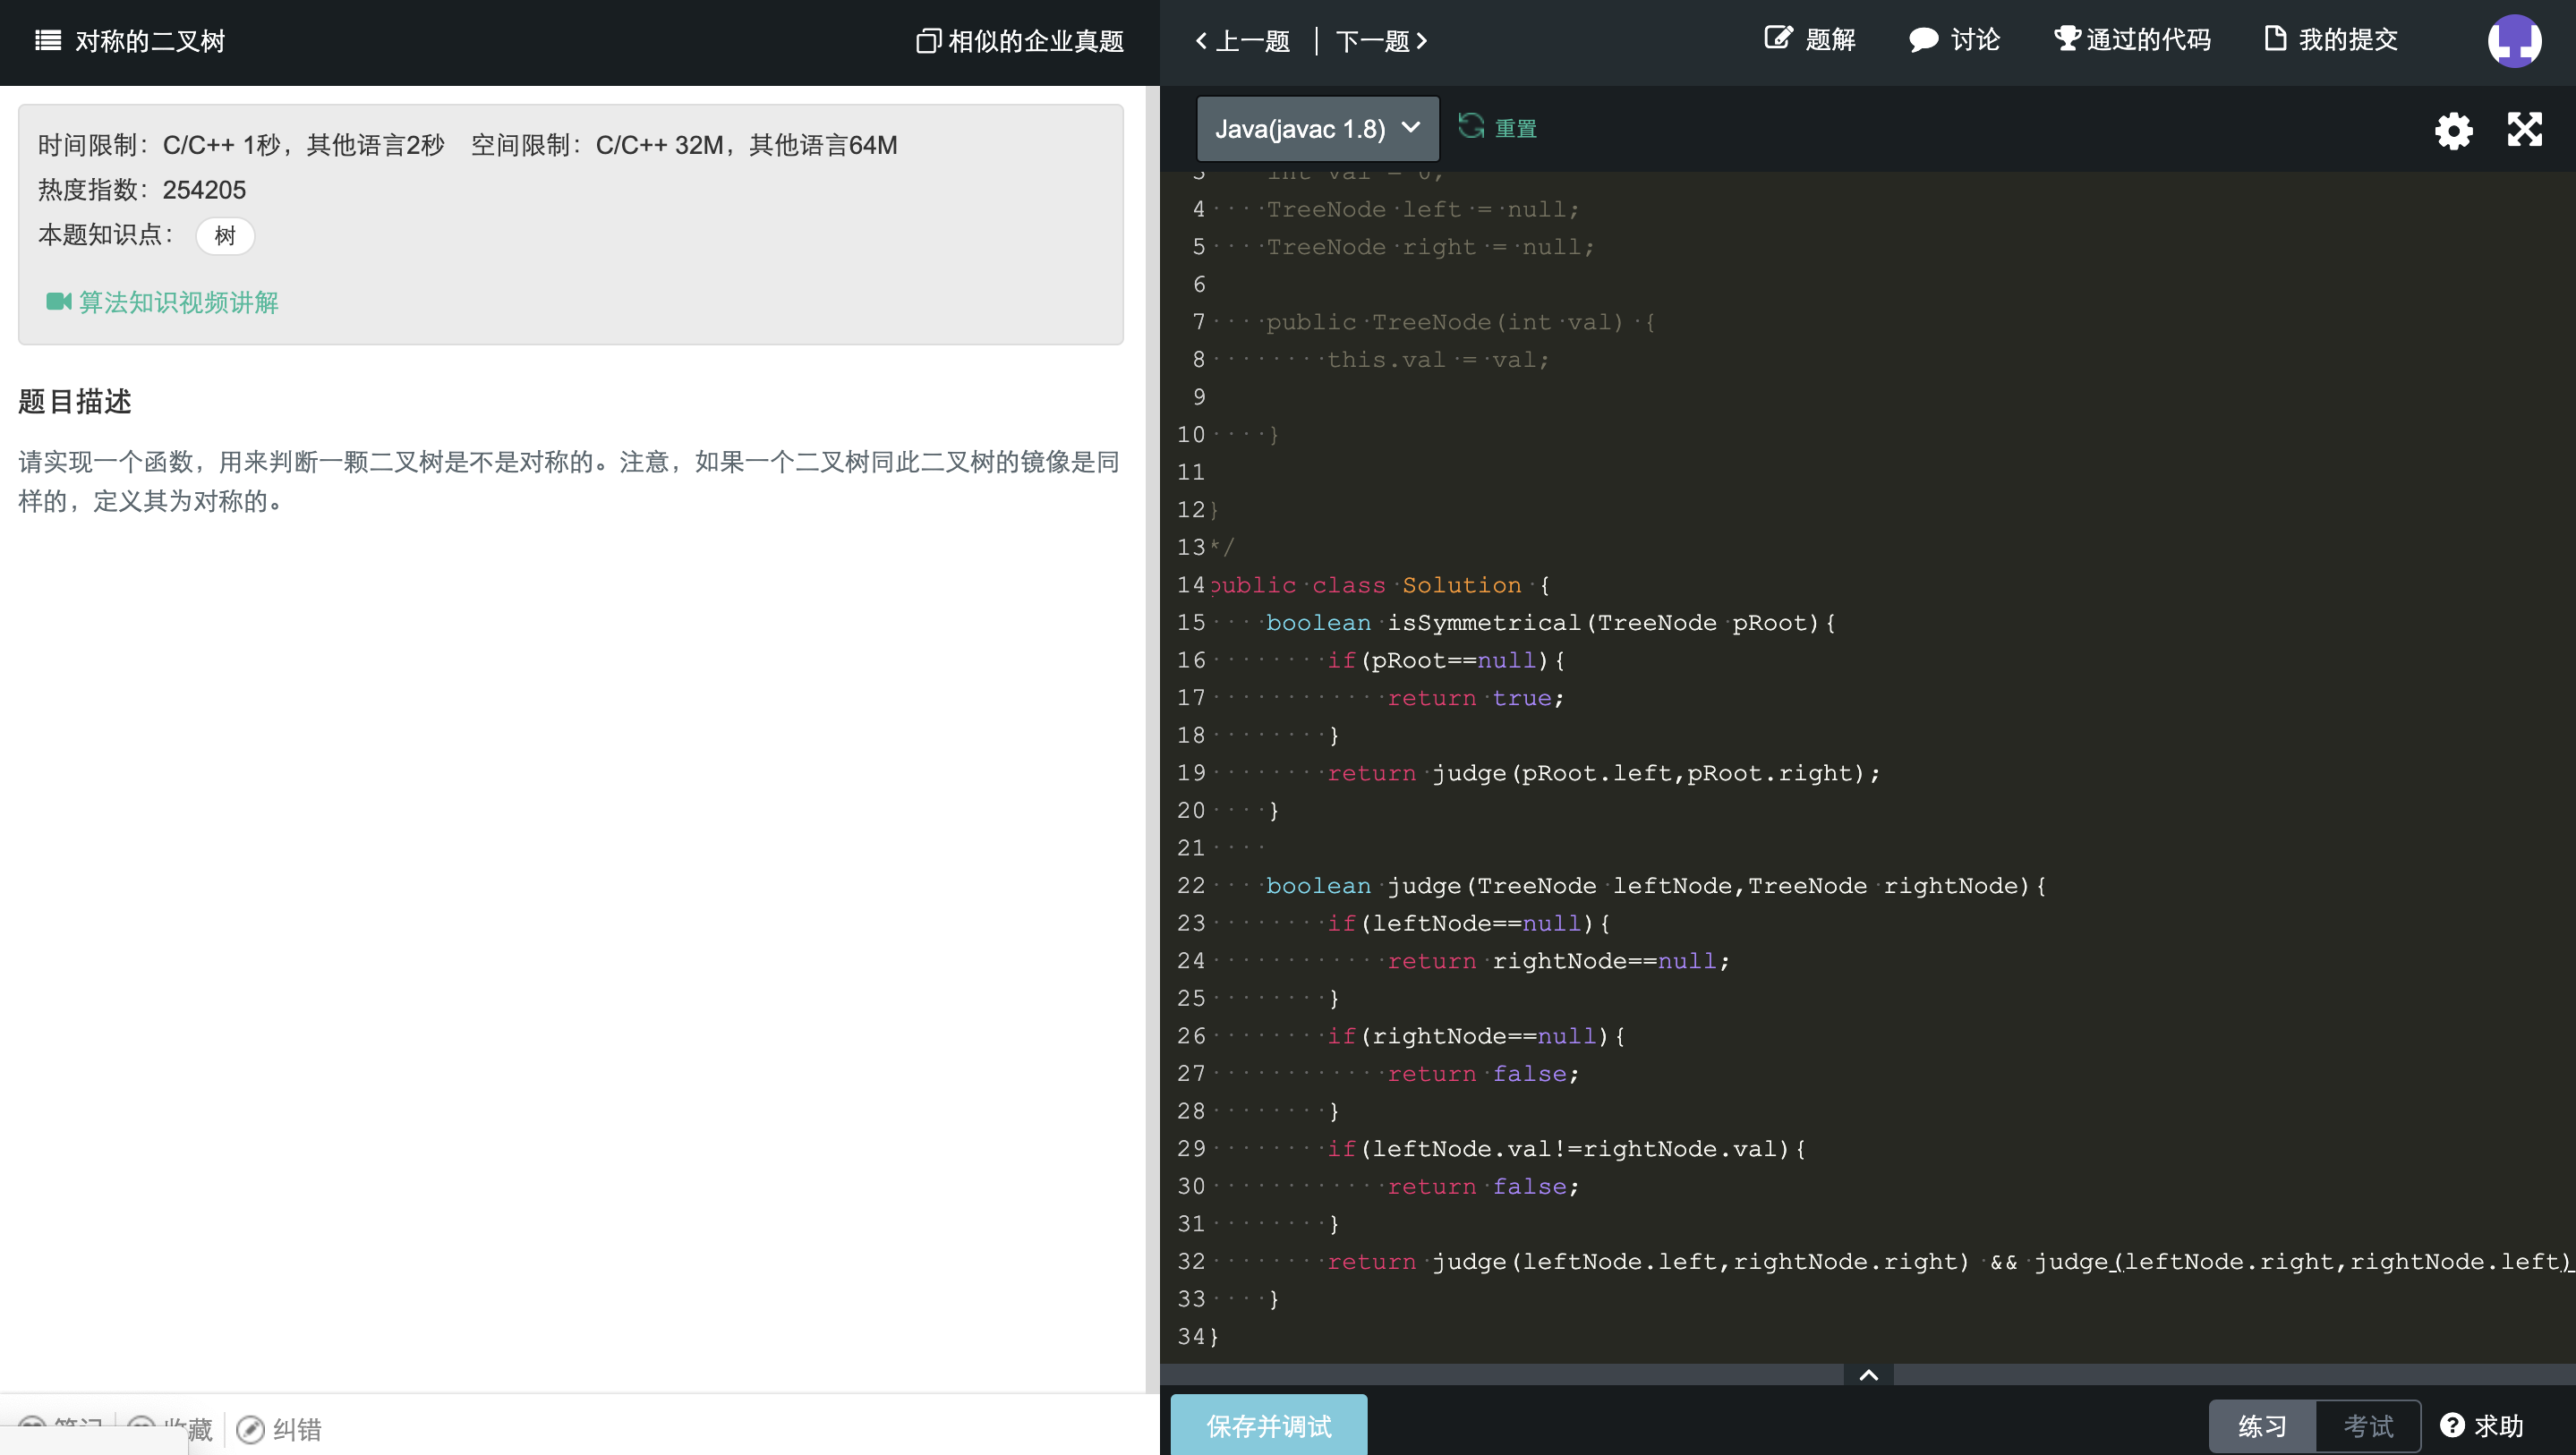 对称的二叉树
相似的企业真题
上一题 | 下一题
题解
讨论
通过的代码
我的提交
时间限制：C/C++ 1秒，其他语言2秒 空间限制：C/C++ 32M，其他语言64M
热度指数：254205
本题知识点： 树
算法知识视频讲解
题目描述
请实现一个函数，用来判断一颗二叉树是不是对称的。注意，如果一个二叉树同此二叉树的镜像是同
样的，定义其为对称的。
收藏
纠错
Java(javac 1.8)
重置
3 int val = 0;
4 TreeNode left = null;
5 TreeNode right = null;
6
7 public TreeNode(int val) {
8 this.val = val;
9
10 }
11
12 }
13 */
14 public class Solution {
15 boolean isSymmetrical(TreeNode pRoot){
16 if(pRoot==null){
17 return true;
18 }
19 return judge(pRoot.left,pRoot.right);
20 }
21
22 boolean judge(TreeNode leftNode,TreeNode rightNode){
23 if(leftNode==null){
24 return rightNode==null;
25 }
26 if(rightNode==null){
27 return false;
28 }
29 if(leftNode.val!=rightNode.val){
30 return false;
31 }
32 return judge(leftNode.left,rightNode.right) && judge(leftNode.right,rightNode.left)
33 }
34 }
保存并调试
练习
考试
求助